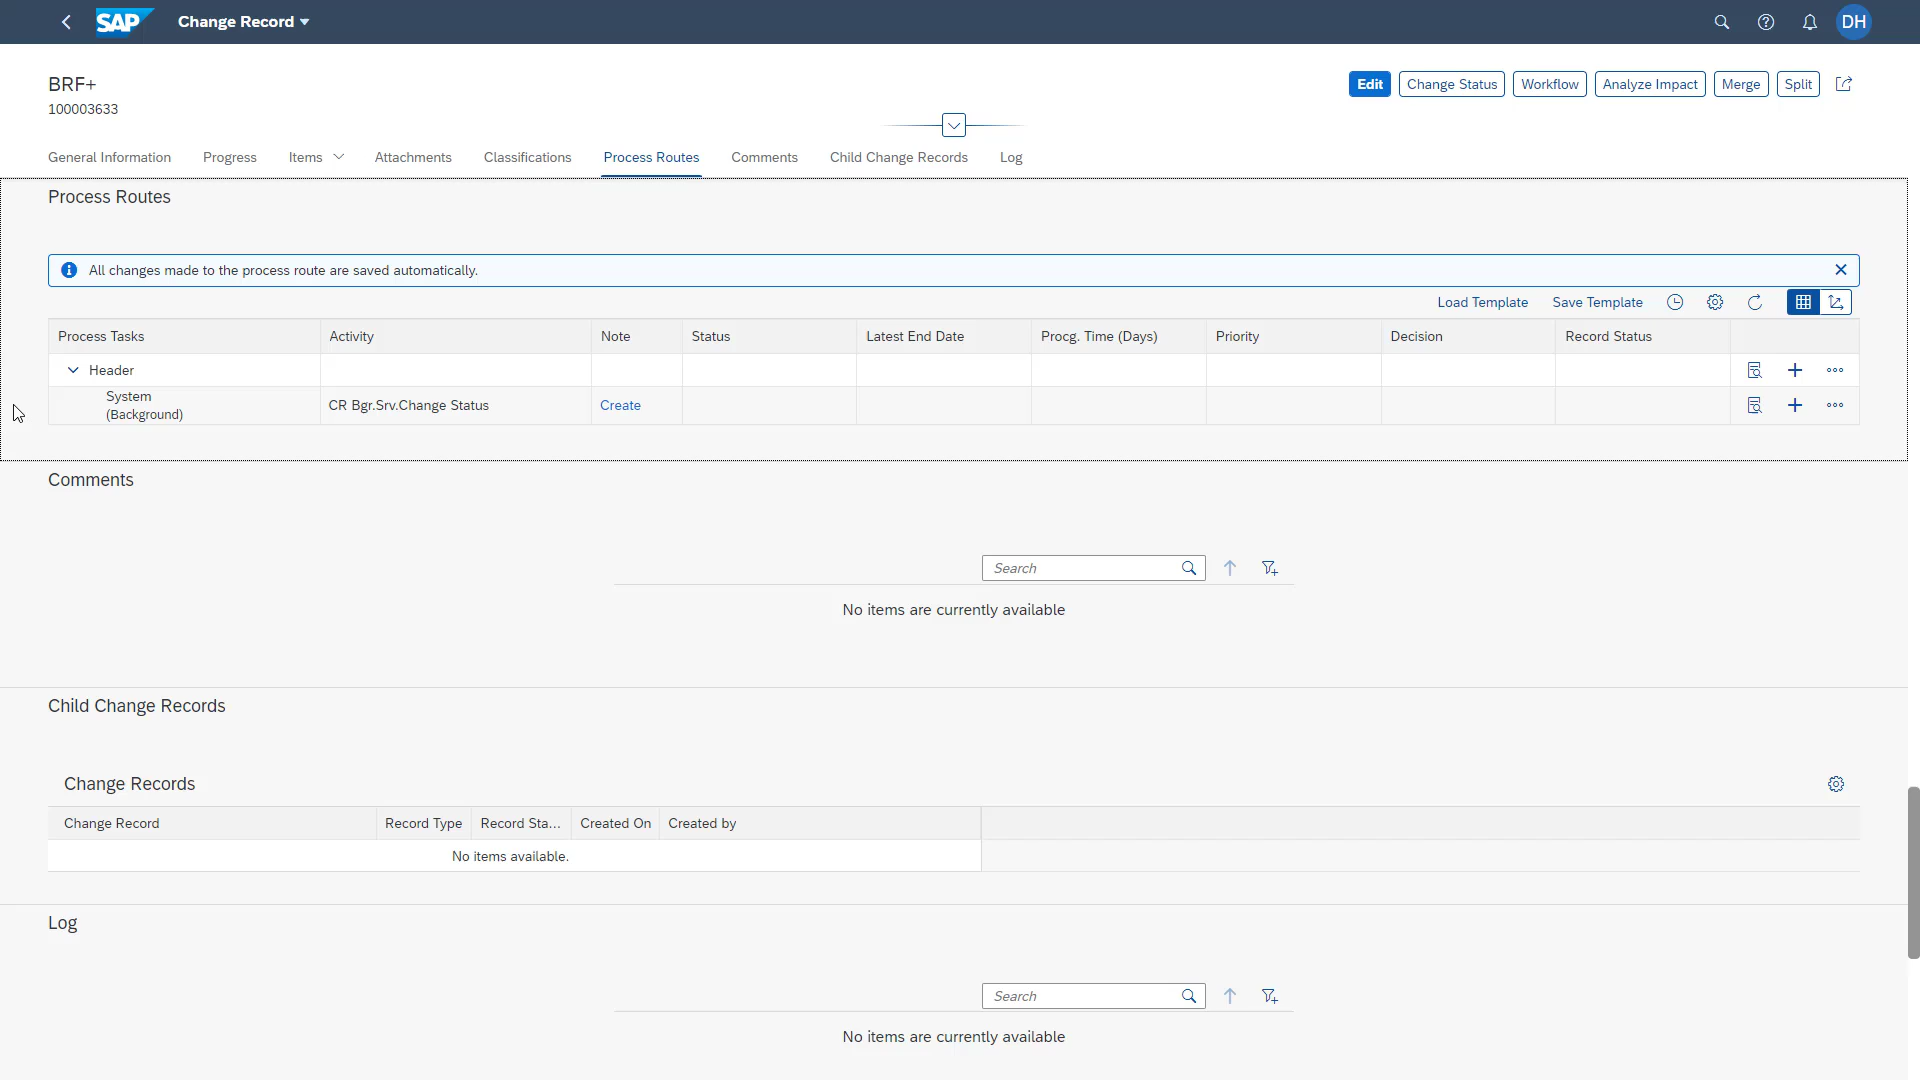 SAP Change Record DH
BRF+
100003633
Edit Change Status Workflow Analyze Impact Merge Split
General Information Progress Items Attachments Classifications Process Routes Comments Child Change Records Log
Process Routes
All changes made to the process route are saved automatically.
Load Template Save Template
Process Tasks Activity Note Status Latest End Date Procg. Time (Days) Priority Decision Record Status
Header
System
(Background) CR Bgr.Srv.Change Status Create
Comments
Search
No items are currently available
Child Change Records
Change Records
Change Record Record Type Record Sta... Created On Created by
No items available.
Log
Search
No items are currently available